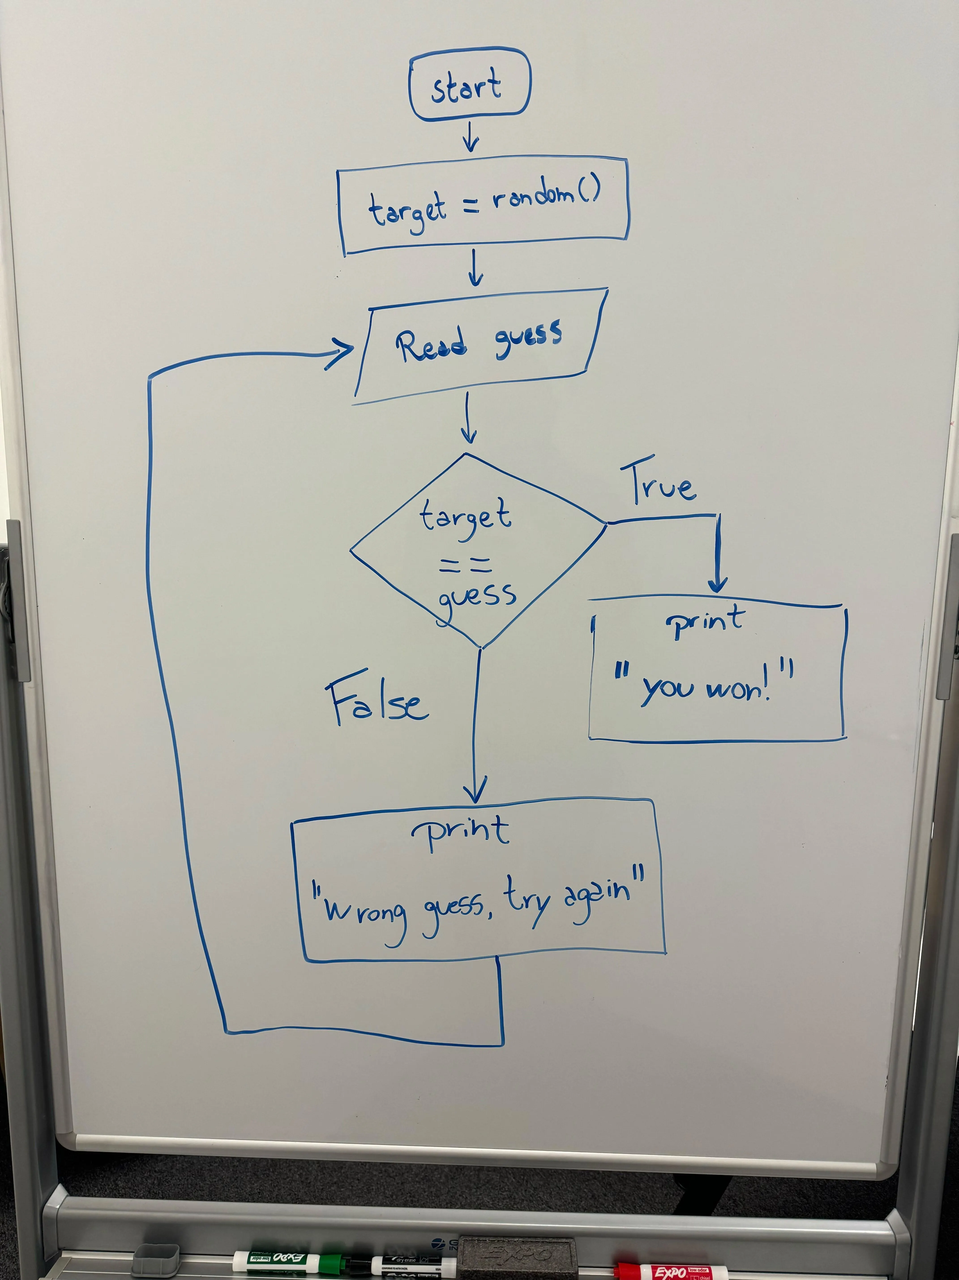 start
target = random()
Read guess
target
==
guess
True
print
"you won!"
False
print
"Wrong guess, try again"
EXPO
EXPO